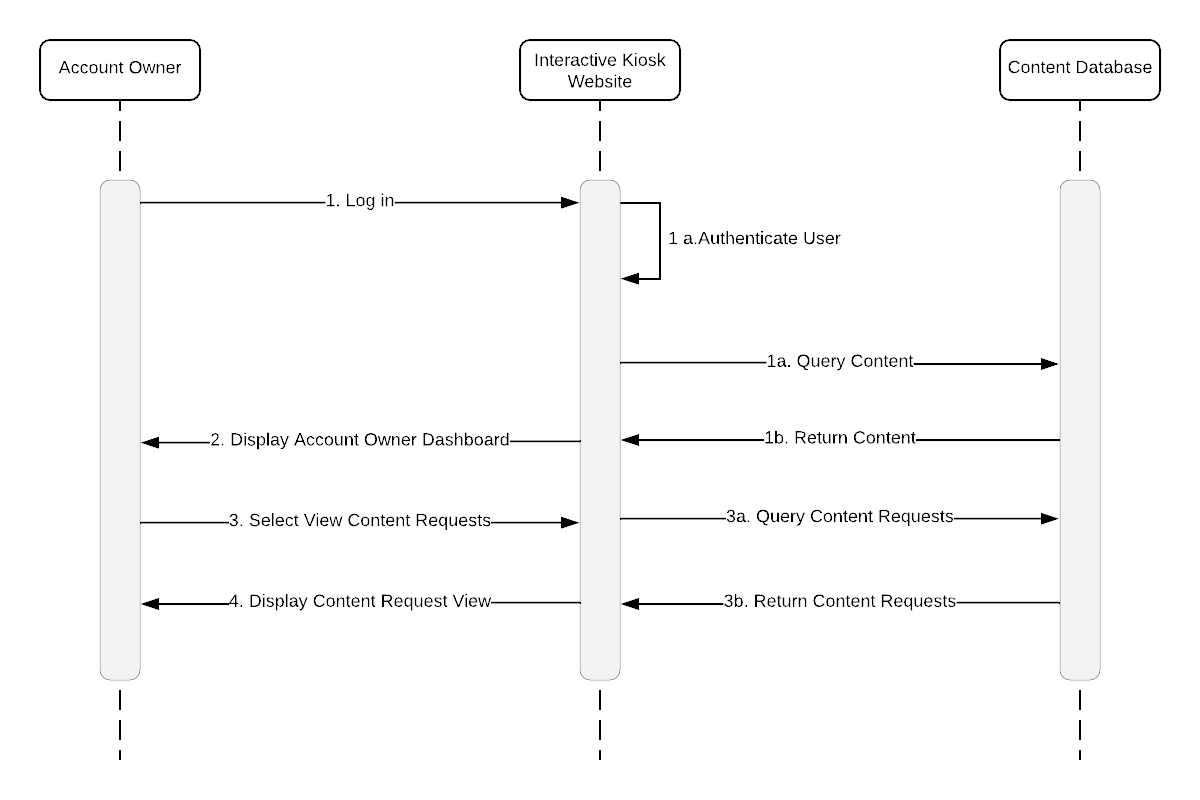 Account Owner
Interactive Kiosk
Website
Content Database
1. Log in
1 a.Authenticate User
1a. Query Content
2. Display Account Owner Dashboard
1b. Return Content
3. Select View Content Requests
3a. Query Content Requests
4. Display Content Request View
3b. Return Content Requests